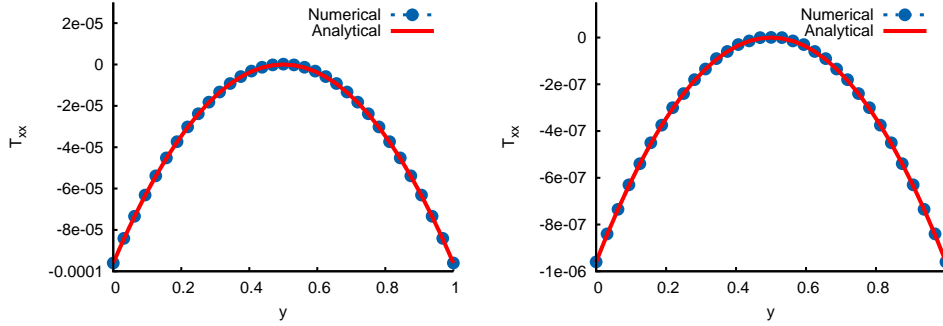 Numerical
Analytical
2e-05
0
-2e-05
-4e-05
-6e-05
-8e-05
-0.0001
T_xx
0 0.2 0.4 0.6 0.8 1
y
Numerical
Analytical
0
-2e-07
-4e-07
-6e-07
-8e-07
-1e-06
T_xx
0 0.2 0.4 0.6 0.8
y